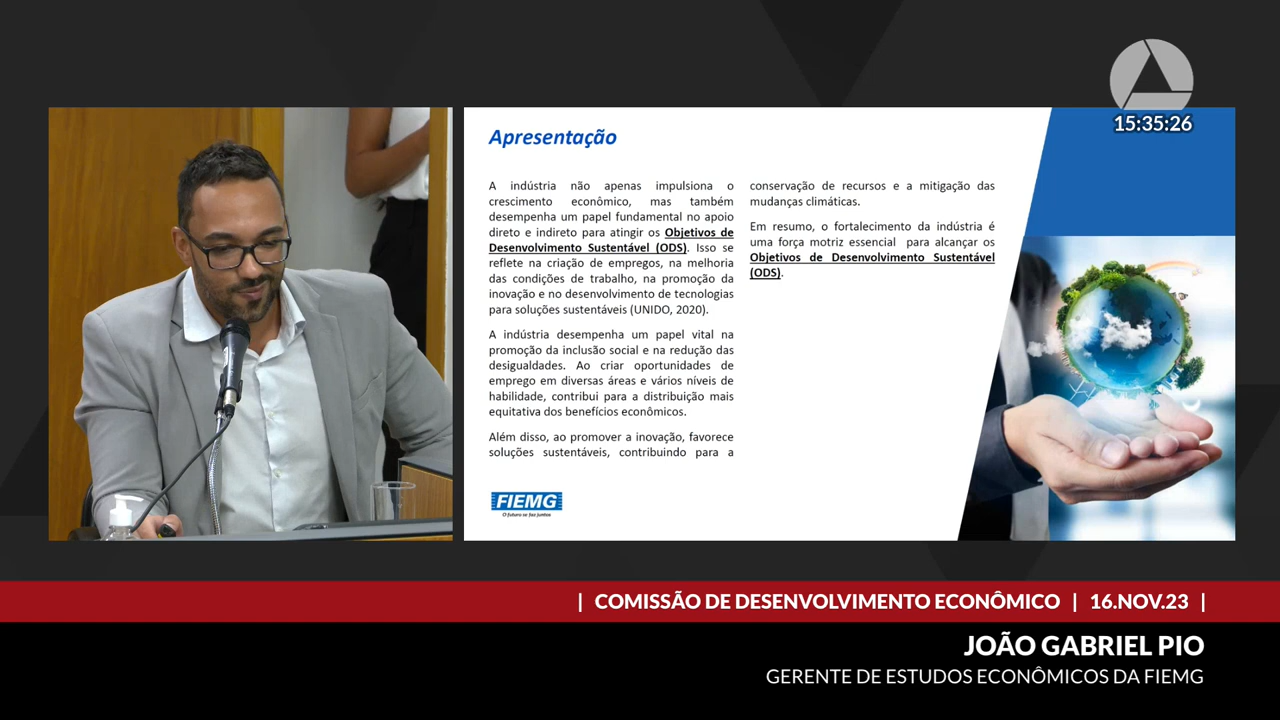 15:35:26
Apresentação
A indústria não apenas impulsiona o
crescimento econômico, mas também
desempenha um papel fundamental no apoio
direto e indireto para atingir os Objetivos de
Desenvolvimento Sustentável (ODS). Isso se
reflete na criação de empregos, na melhoria
das condições de trabalho, na promoção da
inovação e no desenvolvimento de tecnologias
para soluções sustentáveis (UNIDO, 2020).
A indústria desempenha um papel vital na
promoção da inclusão social e na redução das
desigualdades. Ao criar oportunidades de
emprego em diversas áreas e vários níveis de
habilidade, contribui para a distribuição mais
equitativa dos benefícios econômicos.
Além disso, ao promover a inovação, favorece
soluções sustentáveis, contribuindo para a
conservação de recursos e a mitigação das
mudanças climáticas.
Em resumo, o fortalecimento da indústria é
uma força motriz essencial para alcançar os
Objetivos de Desenvolvimento Sustentável
(ODS).
FIEMG
O futuro se faz juntos
| COMISSÃO DE DESENVOLVIMENTO ECONÔMICO | 16.NOV.23 |
JOÃO GABRIEL PIO
GERENTE DE ESTUDOS ECONÔMICOS DA FIEMG